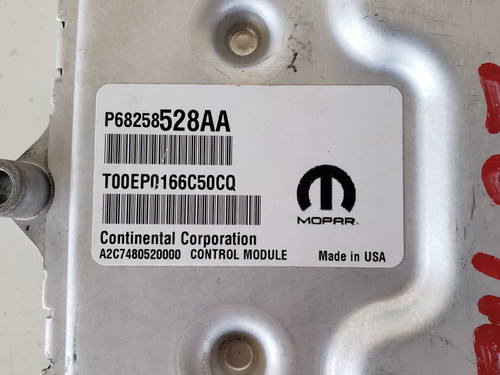 P68258528AA
T00EP0166C50CQ
MOPAR
Continental Corporation
A2C7480520000 CONTROL MODULE Made in USA